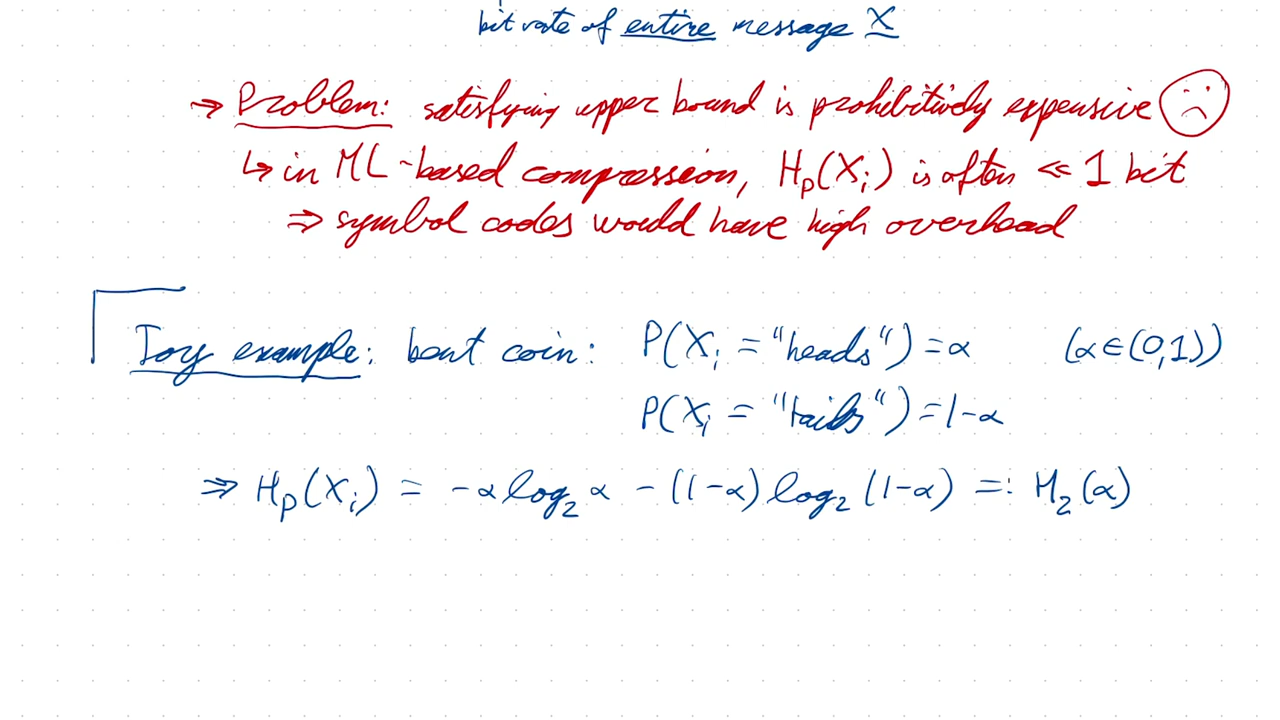 bit rate of entire message X
→ Problem: satisfying upper bound is prohibitively expensive ☹
↳ in ML-based compression, H_P(X_i) is often ≪ 1 bit
⇒ symbol codes would have high overhead
Toy example: bent coin: P(X_i = "heads") = α (α∈(0,1))
P(X_i = "tails") = 1-α
⇒ H_P(X_i) = -α log_2 α - (1-α) log_2 (1-α) =: H_2(α)